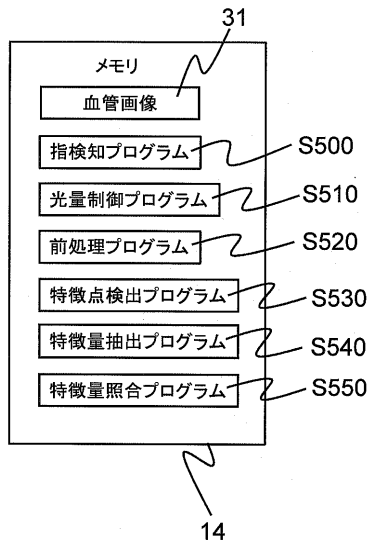 31
メモリ
血管画像
指検知プログラム
S500
光量制御プログラム
S510
前処理プログラム
S520
特徴点検出プログラム
S530
特徴量抽出プログラム
S540
特徴量照合プログラム
S550
14